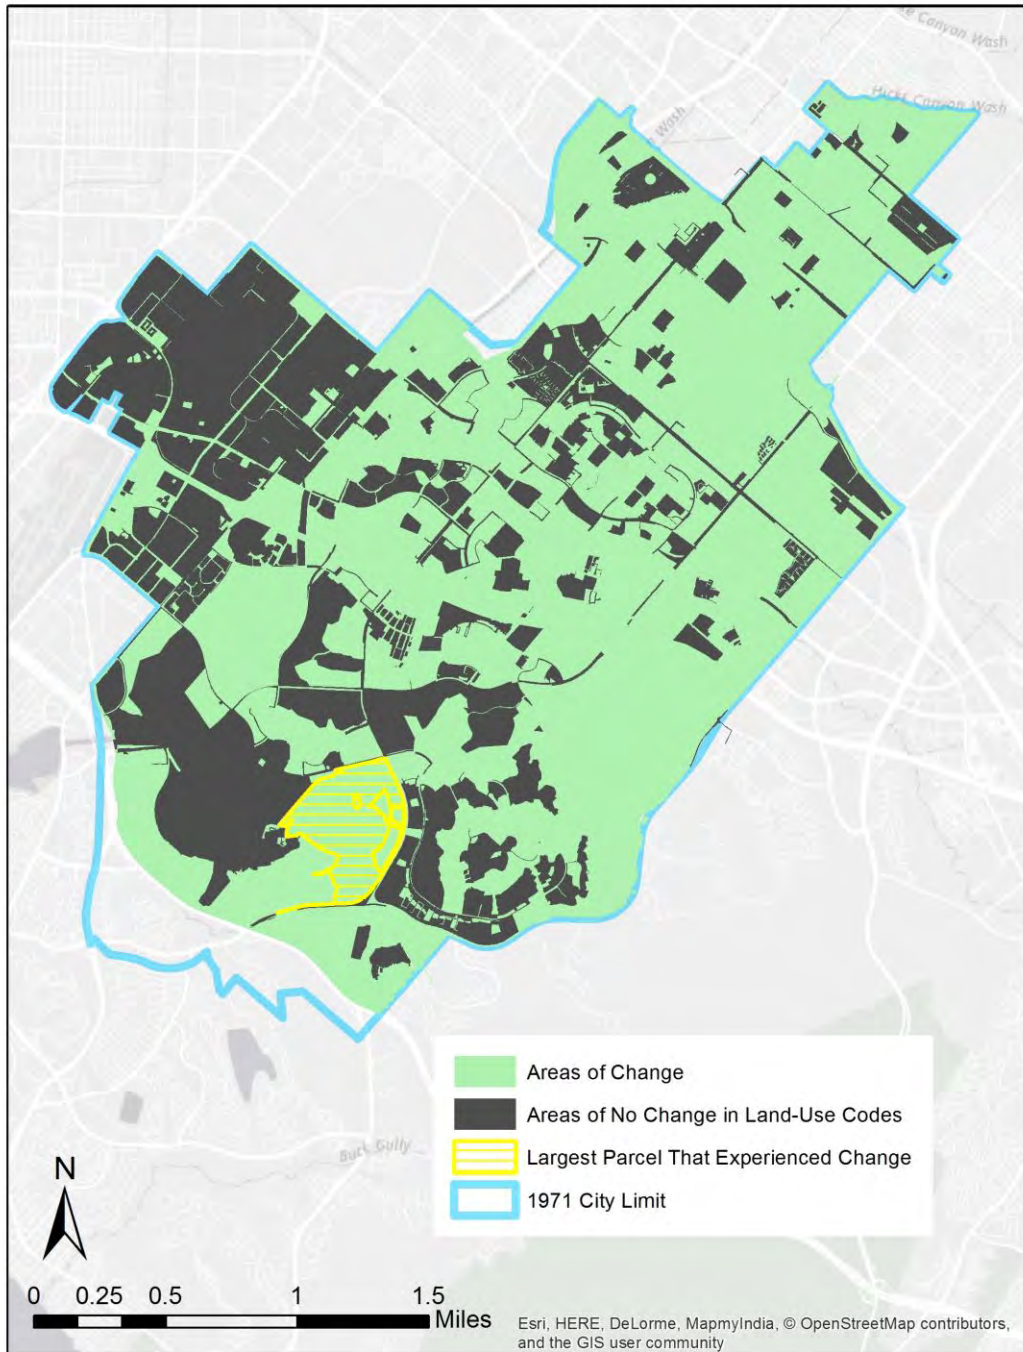 Canyon Wash
Hicks Canyon Wash
Wash
Areas of Change
Areas of No Change in Land-Use Codes
Largest Parcel That Experienced Change
1971 City Limit
Buck Gully
N
0 0.25 0.5 1 1.5
Miles
Esri, HERE, DeLorme, MapmyIndia, © OpenStreetMap contributors,
and the GIS user community